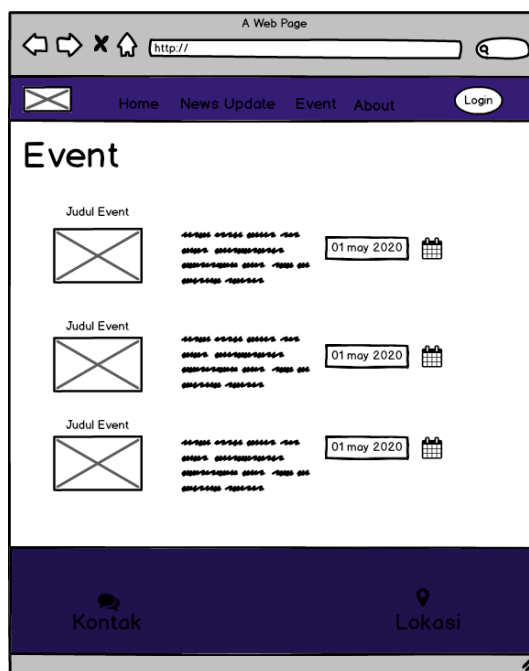 A Web Page
http://
Home News Update Event About Login
Event
Judul Event
01 may 2020
Judul Event
01 may 2020
Judul Event
01 may 2020
Kontak Lokasi